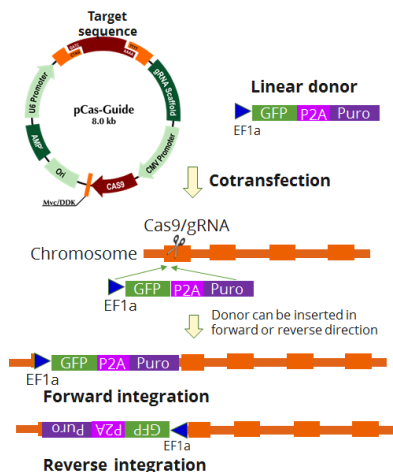 Target
sequence
U6 Promoter
gRNA Scaffold
pCas-Guide
8.0 kb
AMP
CMV Promoter
Ori
CAS9
Myc/DDK
Linear donor
GFP P2A Puro
EF1a
Cotransfection
Cas9/gRNA
Chromosome
GFP P2A Puro
EF1a
Donor can be inserted in
forward or reverse direction
GFP P2A Puro
EF1a
Forward integration
Puro P2A GFP
EF1a
Reverse integration